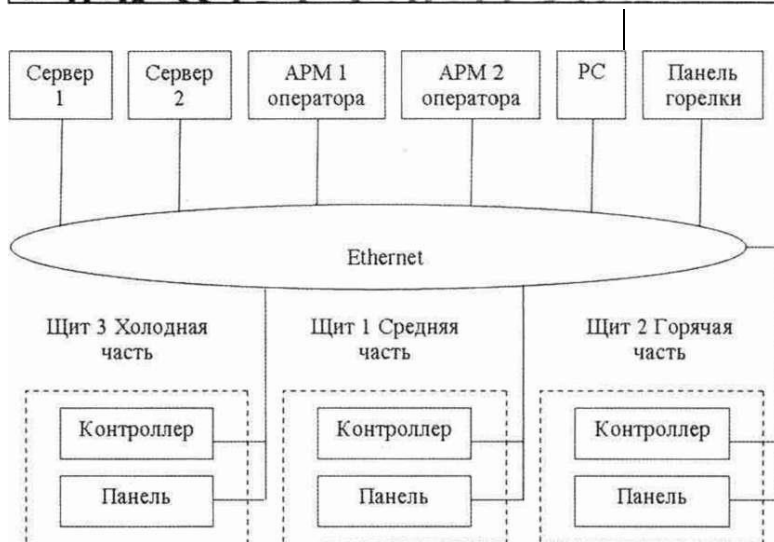 Сервер
1
Сервер
2
АРМ 1
оператора
АРМ 2
оператора
РС
Панель
горелки
Ethernet
Щит 3 Холодная
часть
Щит 1 Средняя
часть
Щит 2 Горячая
часть
Контроллер
Панель
Контроллер
Панель
Контроллер
Панель